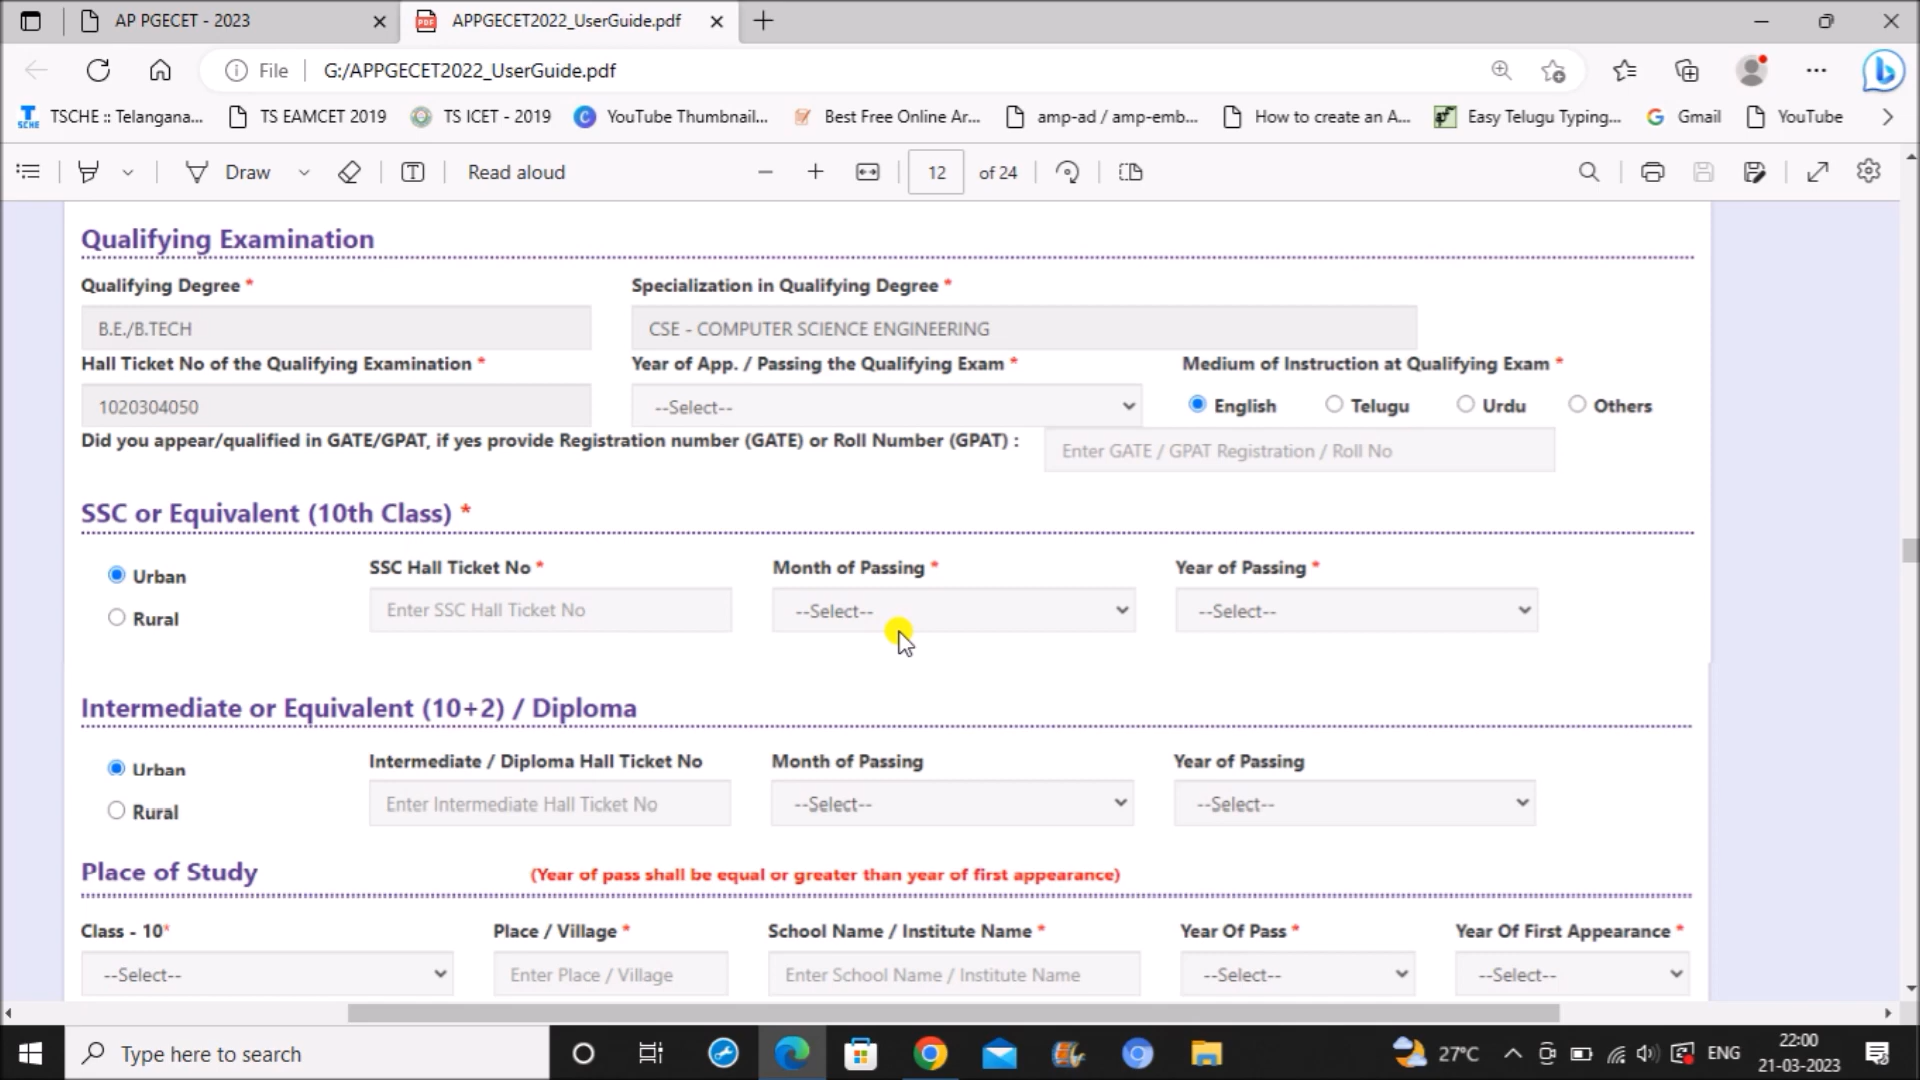 AP PGECET - 2023
APPGECET2022_UserGuide.pdf
File G:/APPGECET2022_UserGuide.pdf
TSCHE :: Telangana... TS EAMCET 2019 TS ICET - 2019 YouTube Thumbnail... Best Free Online Ar... amp-ad / amp-emb... How to create an A... Easy Telugu Typing... Gmail YouTube
Draw Read aloud 12 of 24
Qualifying Examination
Qualifying Degree * Specialization in Qualifying Degree *
B.E./B.TECH CSE - COMPUTER SCIENCE ENGINEERING
Hall Ticket No of the Qualifying Examination * Year of App. / Passing the Qualifying Exam * Medium of Instruction at Qualifying Exam *
1020304050 --Select-- English Telugu Urdu Others
Did you appear/qualified in GATE/GPAT, if yes provide Registration number (GATE) or Roll Number (GPAT) : Enter GATE / GPAT Registration / Roll No
SSC or Equivalent (10th Class) *
Urban SSC Hall Ticket No * Month of Passing * Year of Passing *
Rural Enter SSC Hall Ticket No --Select-- --Select--
Intermediate or Equivalent (10+2) / Diploma
Urban Intermediate / Diploma Hall Ticket No Month of Passing Year of Passing
Rural Enter Intermediate Hall Ticket No --Select-- --Select--
Place of Study (Year of pass shall be equal or greater than year of first appearance)
Class - 10* Place / Village * School Name / Institute Name * Year Of Pass * Year Of First Appearance *
--Select-- Enter Place / Village Enter School Name / Institute Name --Select-- --Select--
Type here to search 27°C ENG 22:00
21-03-2023